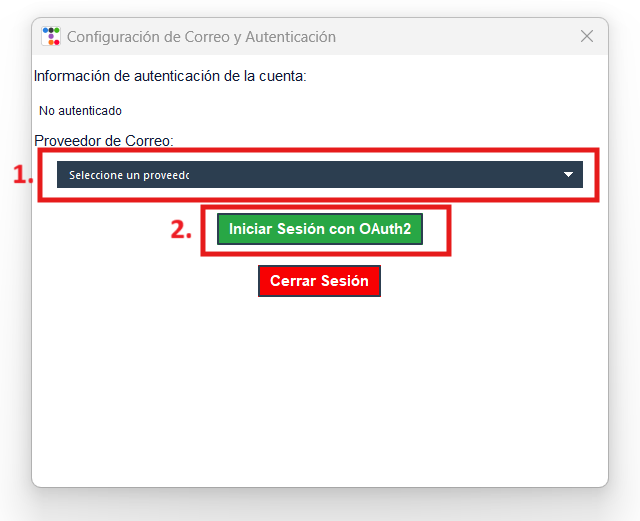 Configuración de Correo y Autenticación
Información de autenticación de la cuenta:
No autenticado
Proveedor de Correo:
1.
Seleccione un proveedc
2.
Iniciar Sesión con OAuth2
Cerrar Sesión